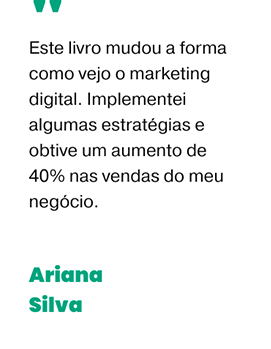 "
Este livro mudou a forma
como vejo o marketing
digital. Implementei
algumas estratégias e
obtive um aumento de
40% nas vendas do meu
negócio.
Ariana
Silva